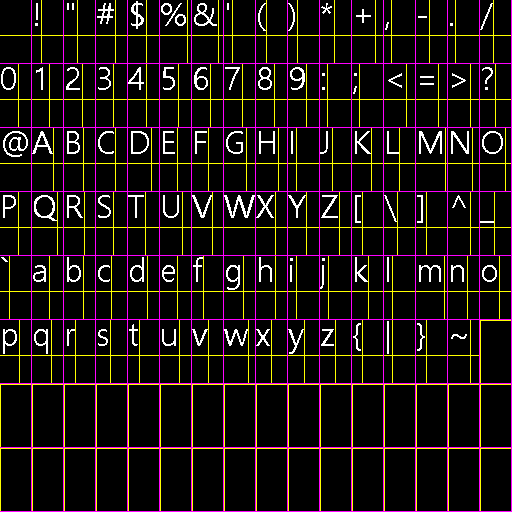 ! " # $ % & ' ( ) * + , - . /
0 1 2 3 4 5 6 7 8 9 : ; < = > ?
@ A B C D E F G H I J K L M N O
P Q R S T U V W X Y Z [ \ ] ^ _
` a b c d e f g h i j k l m n o
p q r s t u v w x y z { | } ~